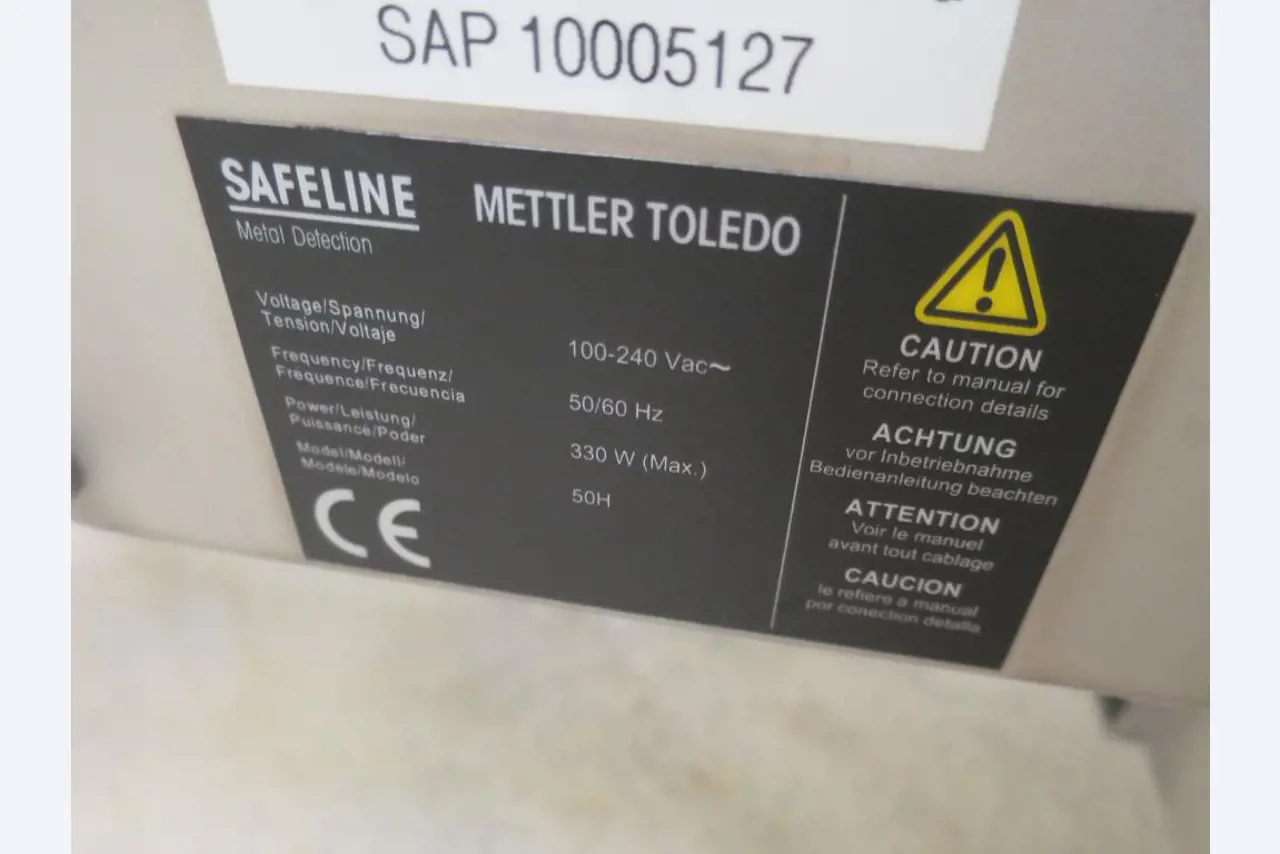 SAP 10005127
SAFELINE
Metal Detection
METTLER TOLEDO
Voltage/Spannung/
Tension/Voltaje
100-240 Vac~
Frequency/Frequenz/
Frequence/Frecuencia
50/60 Hz
Power/Leistung/
Puissance/Poder
330 W (Max.)
Model/Modell/
Modele/Modelo
50H
CE
CAUTION
Refer to manual for
connection details
ACHTUNG
vor Inbetriebnahme
Bedienanleitung beachten
ATTENTION
Voir le manuel
avant tout cablage
CAUCION
le refiere a manual
por conection detalla